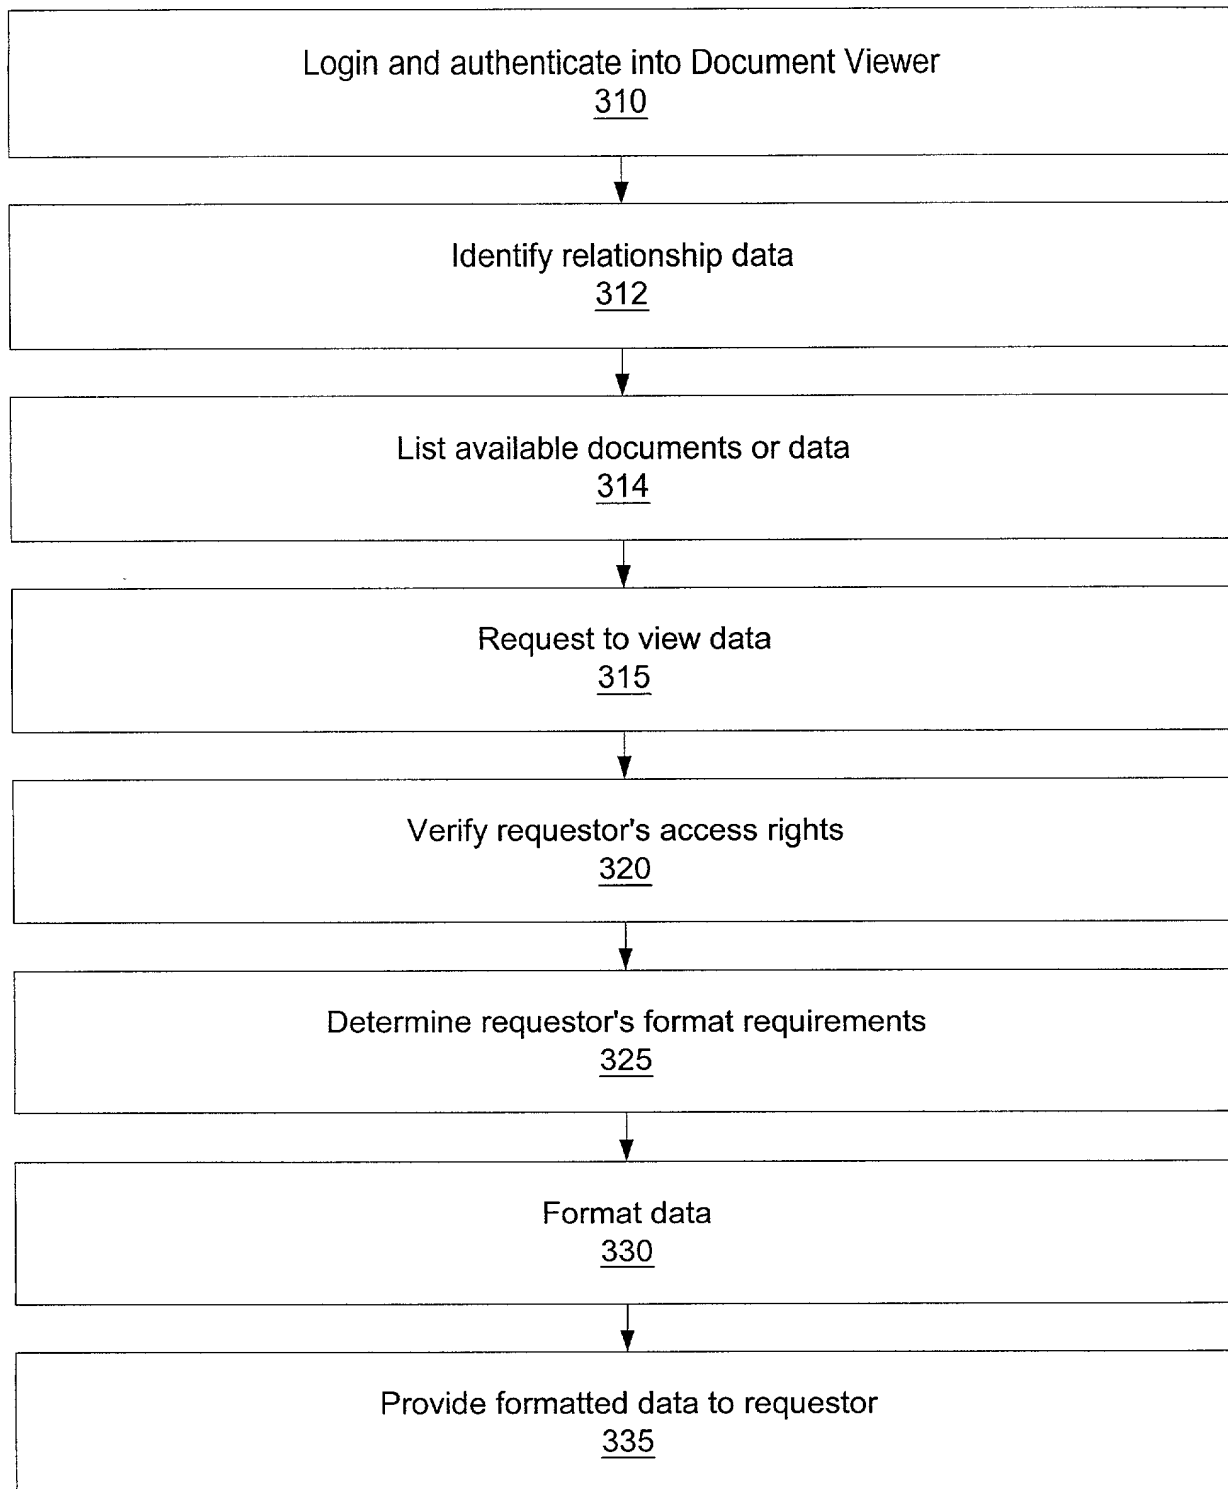 Login and authenticate into Document Viewer
310
Identify relationship data
312
List available documents or data
314
Request to view data
315
Verify requestor's access rights
320
Determine requestor's format requirements
325
Format data
330
Provide formatted data to requestor
335